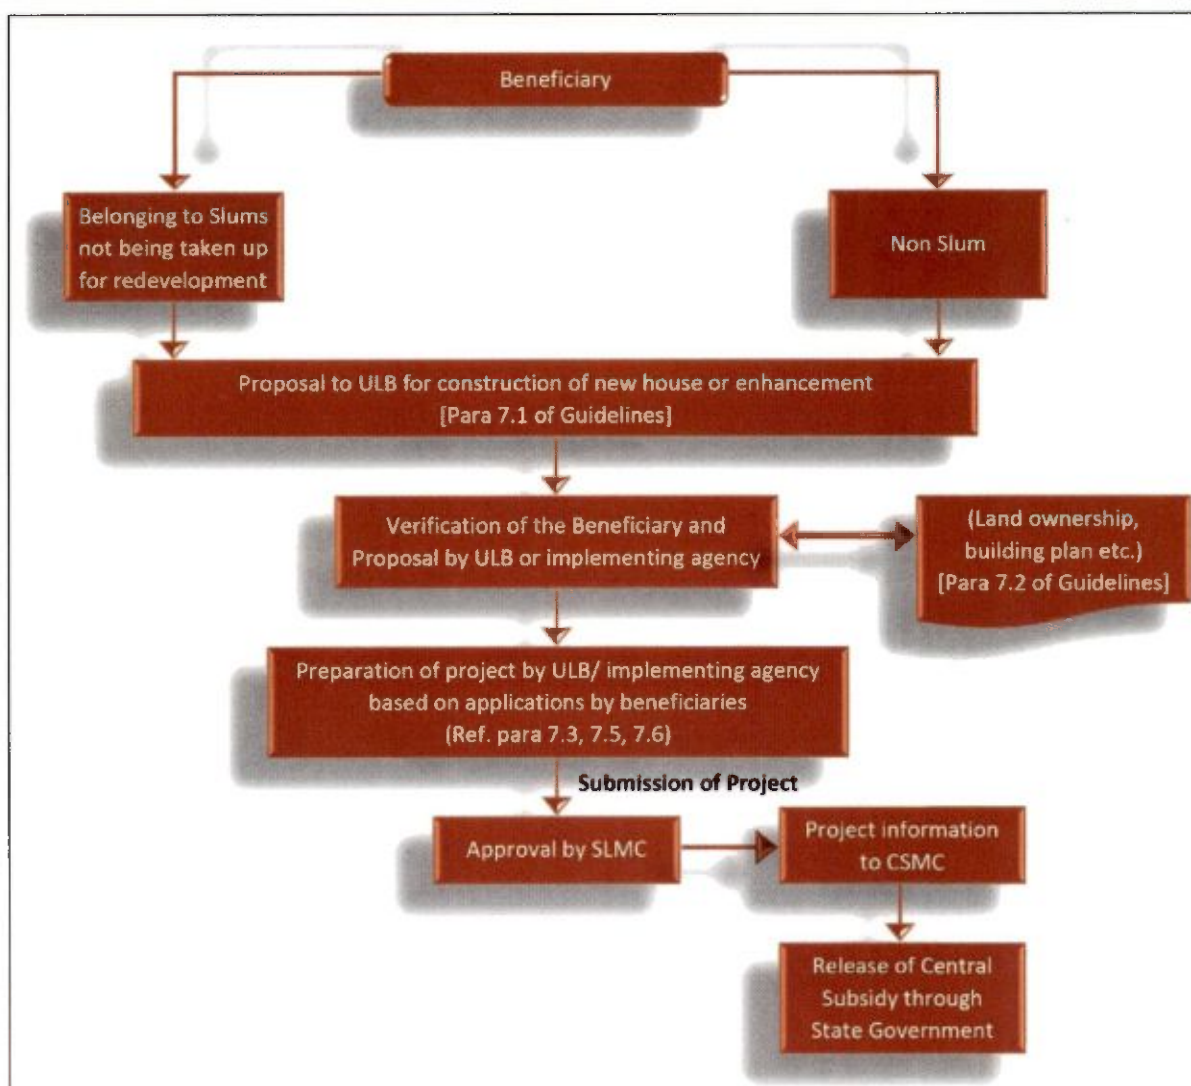 Beneficiary
Belonging to Slums
not being taken up
for redevelopment
Non Slum
Proposal to ULB for construction of new house or enhancement
[Para 7.1 of Guidelines]
Verification of the Beneficiary and
Proposal by ULB or implementing agency
(Land ownership,
building plan etc.)
[Para 7.2 of Guidelines]
Preparation of project by ULB/ implementing agency
based on applications by beneficiaries
(Ref. para 7.3, 7.5, 7.6)
Submission of Project
Approval by SLMC
Project information
to CSMC
Release of Central
Subsidy through
State Government